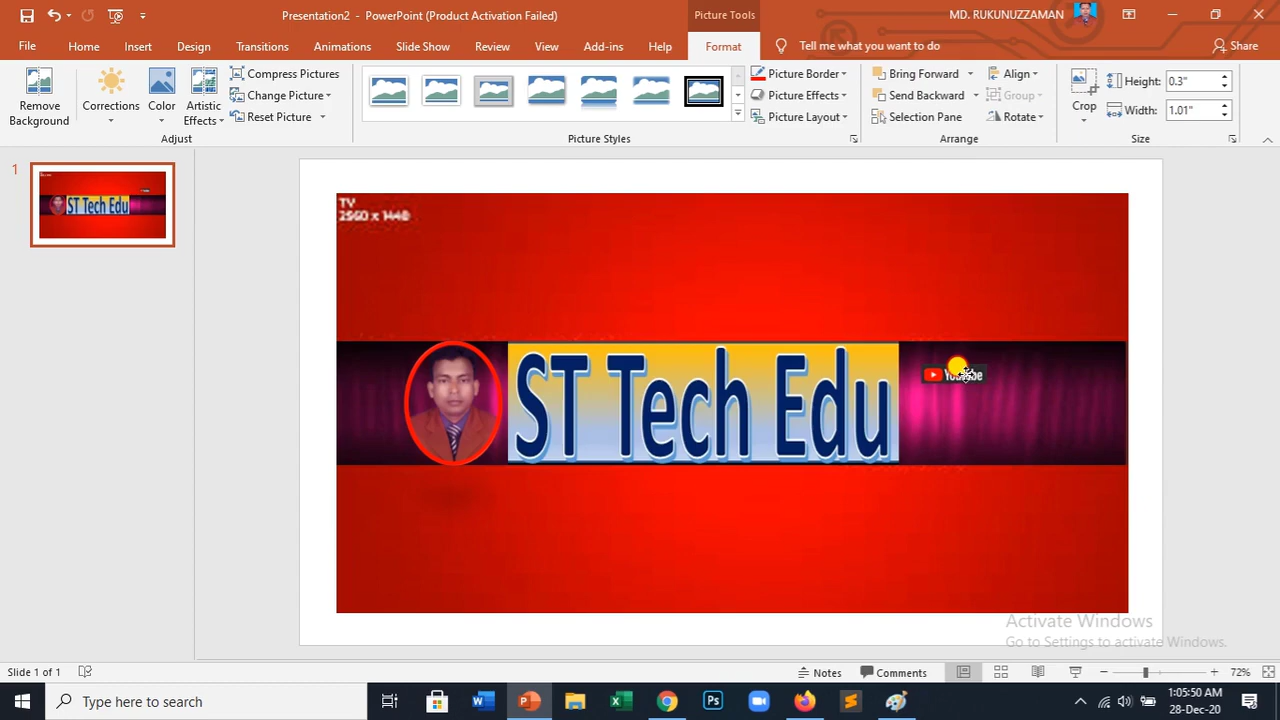 Presentation2 - PowerPoint (Product Activation Failed)
Picture Tools
MD. RUKUNUZZAMAN
File Home Insert Design Transitions Animations Slide Show Review View Add-ins Help Format Tell me what you want to do Share
Remove Background
Corrections
Color
Artistic Effects
Compress Pictures
Change Picture
Reset Picture
Adjust
Picture Styles
Picture Border
Picture Effects
Picture Layout
Bring Forward
Send Backward
Selection Pane
Align
Group
Rotate
Arrange
Crop
Height: 0.3"
Width: 1.01"
Size
1
ST Tech Edu
TV
2560 x 1440
ST Tech Edu
YouTube
Activate Windows
Go to Settings to activate Windows.
Slide 1 of 1
Notes
Comments
72%
Type here to search
1:05:50 AM
28-Dec-20